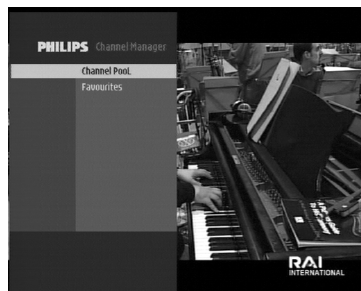 PHILIPS Channel Manager
Channel Pool
Favourites
RAI
INTERNATIONAL